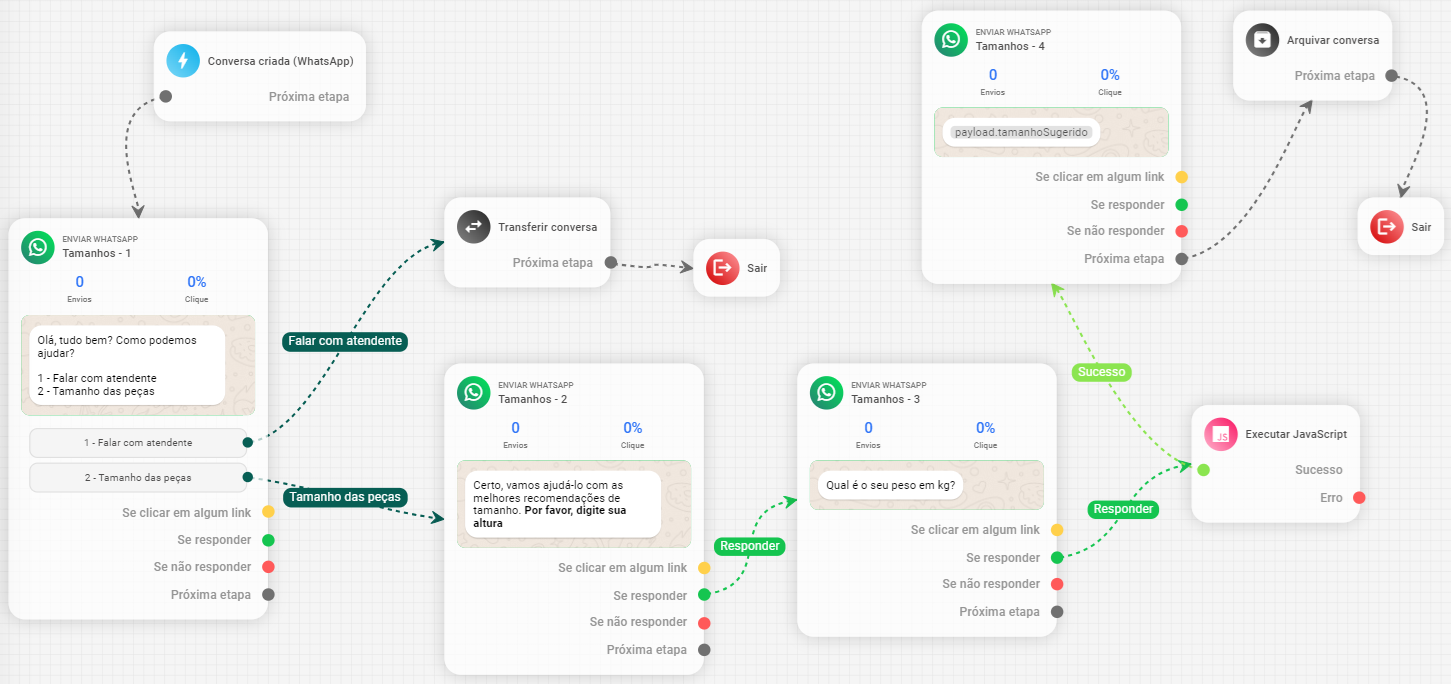 Conversa criada (WhatsApp)
Próxima etapa
ENVIAR WHATSAPP
Tamanhos - 1
0
0%
Envios
Clique
Olá, tudo bem? Como podemos
ajudar?
1 - Falar com atendente
2 - Tamanho das peças
1 - Falar com atendente
2 - Tamanho das peças
Se clicar em algum link
Se responder
Se não responder
Próxima etapa
Falar com atendente
Tamanho das peças
Transferir conversa
Próxima etapa
Sair
ENVIAR WHATSAPP
Tamanhos - 2
0
0%
Envios
Clique
Certo, vamos ajudá-lo com as
melhores recomendações de
tamanho. Por favor, digite sua
altura
Se clicar em algum link
Se responder
Se não responder
Próxima etapa
Responder
ENVIAR WHATSAPP
Tamanhos - 3
0
0%
Envios
Clique
Qual é o seu peso em kg?
Se clicar em algum link
Se responder
Se não responder
Próxima etapa
Responder
JS
Executar JavaScript
Sucesso
Erro
Sucesso
ENVIAR WHATSAPP
Tamanhos - 4
0
0%
Envios
Clique
payload.tamanhoSugerido
Se clicar em algum link
Se responder
Se não responder
Próxima etapa
Arquivar conversa
Próxima etapa
Sair